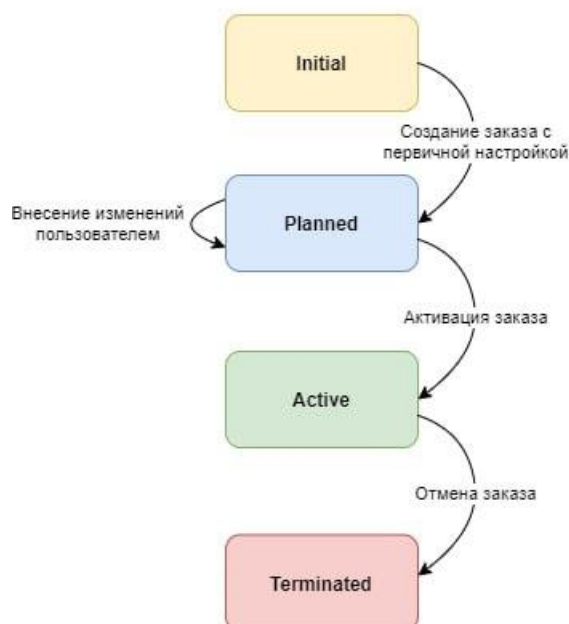 Initial
Создание заказа с
первичной настройкой
Внесение изменений
пользователем
Planned
Активация заказа
Active
Отмена заказа
Terminated